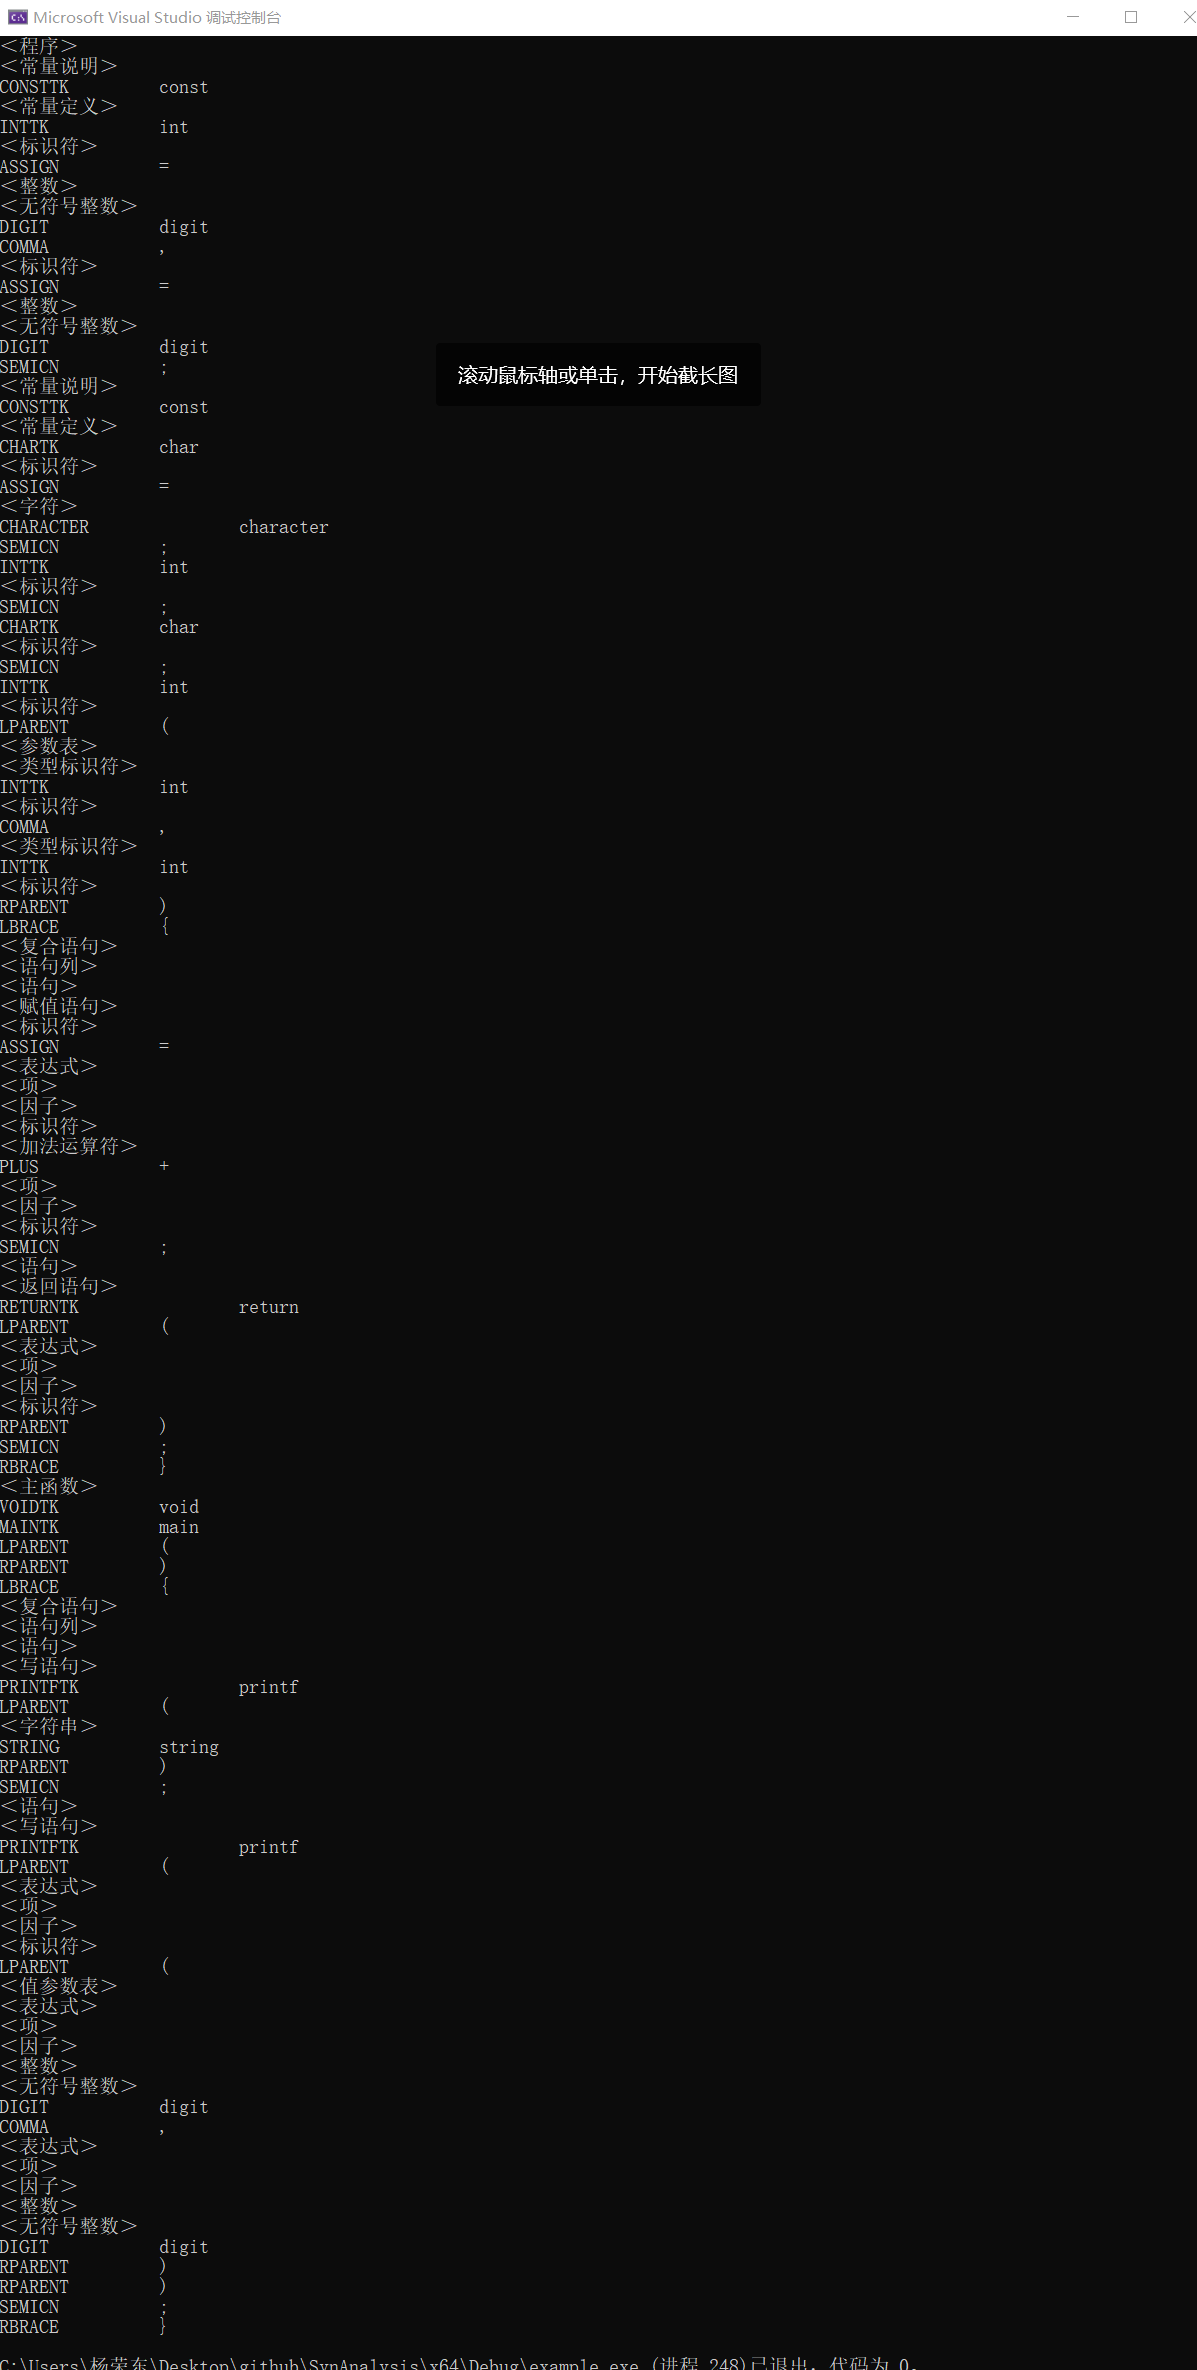 Microsoft Visual Studio 调试控制台
<程序>
<常量说明>
CONSTTK const
<常量定义>
INTTK int
<标识符>
ASSIGN =
<整数>
<无符号整数>
DIGIT digit
COMMA ,
<标识符>
ASSIGN =
<整数>
<无符号整数>
DIGIT digit
SEMICN ;
滚动鼠标轴或单击，开始截长图
<常量说明>
CONSTTK const
<常量定义>
CHARTK char
<标识符>
ASSIGN =
<字符>
CHARACTER character
SEMICN ;
INTTK int
<标识符>
SEMICN ;
CHARTK char
<标识符>
SEMICN ;
INTTK int
<标识符>
LPARENT (
<参数表>
<类型标识符>
INTTK int
<标识符>
COMMA ,
<类型标识符>
INTTK int
<标识符>
RPARENT )
LBRACE {
<复合语句>
<语句列>
<语句>
<赋值语句>
<标识符>
ASSIGN =
<表达式>
<项>
<因子>
<标识符>
<加法运算符>
PLUS +
<项>
<因子>
<标识符>
SEMICN ;
<语句>
<返回语句>
RETURNTK return
LPARENT (
<表达式>
<项>
<因子>
<标识符>
RPARENT )
SEMICN ;
RBRACE }
<主函数>
VOIDTK void
MAINTK main
LPARENT (
RPARENT )
LBRACE {
<复合语句>
<语句列>
<语句>
<写语句>
PRINTFTK printf
LPARENT (
<字符串>
STRING string
RPARENT )
SEMICN ;
<语句>
<写语句>
PRINTFTK printf
LPARENT (
<表达式>
<项>
<因子>
<标识符>
LPARENT (
<值参数表>
<表达式>
<项>
<因子>
<整数>
<无符号整数>
DIGIT digit
COMMA ,
<表达式>
<项>
<因子>
<整数>
<无符号整数>
DIGIT digit
RPARENT )
RPARENT )
SEMICN ;
RBRACE }
C:\Users\杨荣东\Desktop\github\SynAnalysis\x64\Debug\example.exe (进程 248)已退出，代码为 0。